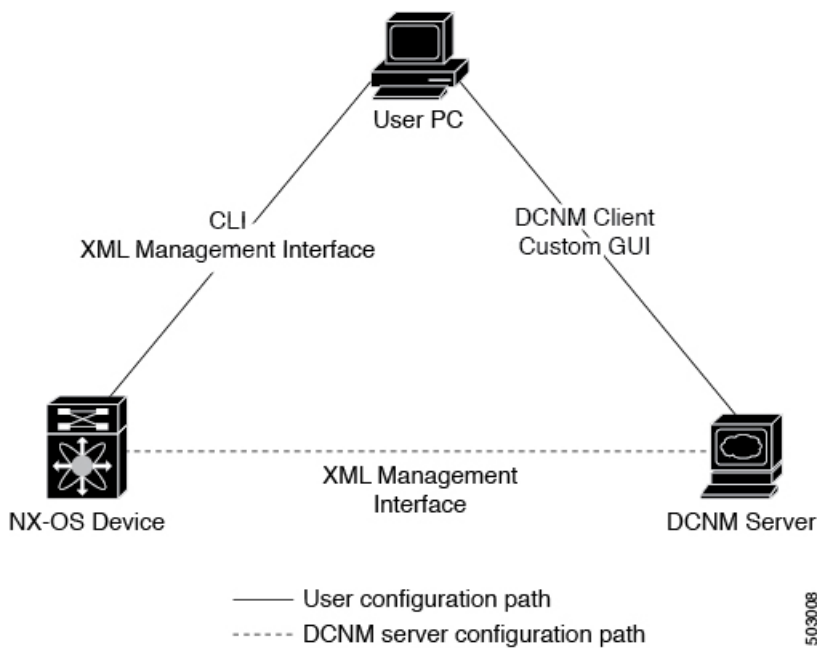 User PC
CLI
XML Management Interface
DCNM Client
Custom GUI
XML Management
Interface
NX-OS Device
DCNM Server
User configuration path
DCNM server configuration path
503008